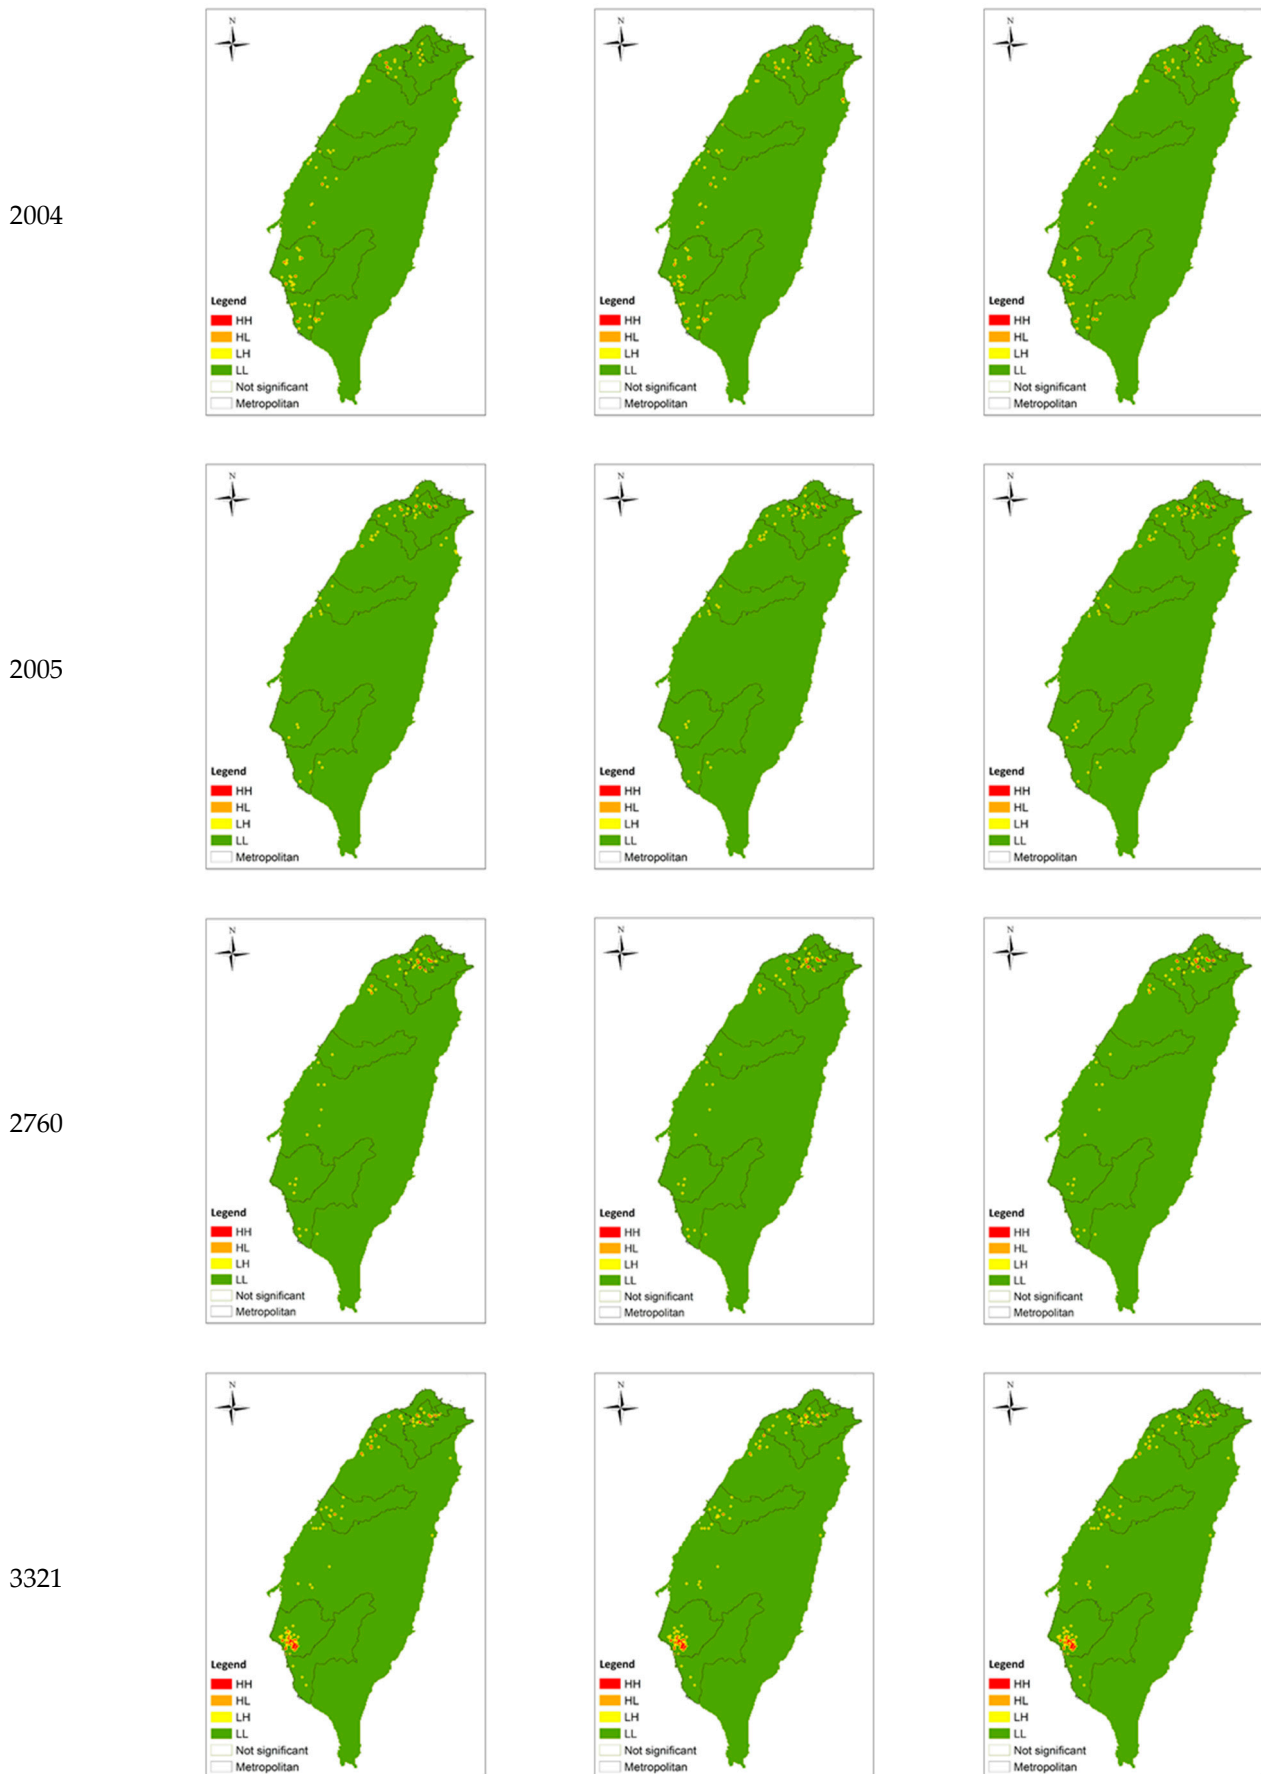 N
N
N
2004
Legend
HH
HL
LH
LL
Not significant
Metropolitan
Legend
HH
HL
LH
LL
Not significant
Metropolitan
Legend
HH
HL
LH
LL
Not significant
Metropolitan
N
N
N
2005
Legend
HH
HL
LH
LL
Metropolitan
Legend
HH
HL
LH
LL
Metropolitan
Legend
HH
HL
LH
LL
Metropolitan
N
N
N
2760
Legend
HH
HL
LH
LL
Not significant
Metropolitan
Legend
HH
HL
LH
LL
Not significant
Metropolitan
Legend
HH
HL
LH
LL
Not significant
Metropolitan
N
N
N
3321
Legend
HH
HL
LH
LL
Not significant
Metropolitan
Legend
HH
HL
LH
LL
Not significant
Metropolitan
Legend
HH
HL
LH
LL
Not significant
Metropolitan